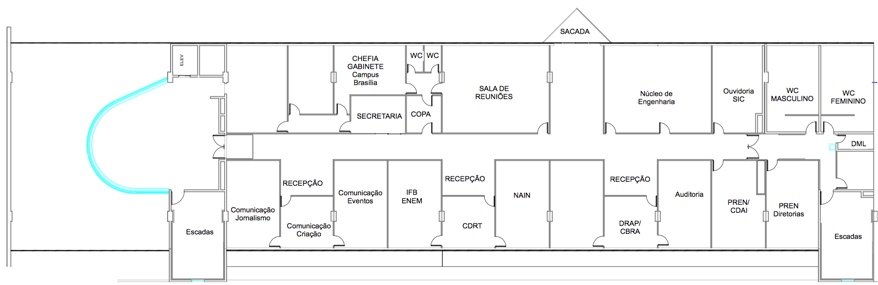 SACADA
ELEV
CHEFIA
GABINETE
Campus
Brasília
WC
WC
SALA DE
REUNIÕES
Núcleo de
Engenharia
Ouvidoria
SIC
WC
MASCULINO
WC
FEMININO
SECRETARIA
COPA
DML
RECEPÇÃO
RECEPÇÃO
RECEPÇÃO
Comunicação
Jornalismo
Comunicação
Criação
Comunicação
Eventos
IFB
ENEM
CDRT
NAIN
DRAP/
CBRA
Auditoria
PREN/
CDAI
PREN
Diretorias
Escadas
Escadas